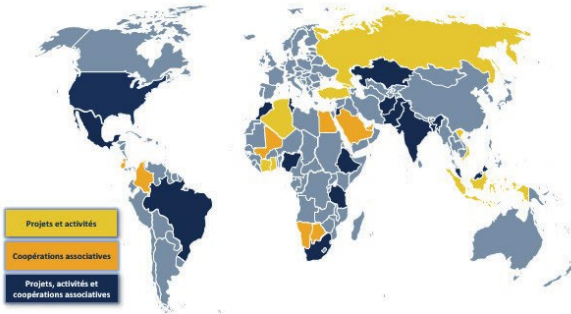 Projets et activités
Coopérations associatives
Projets, activités et
coopérations associatives